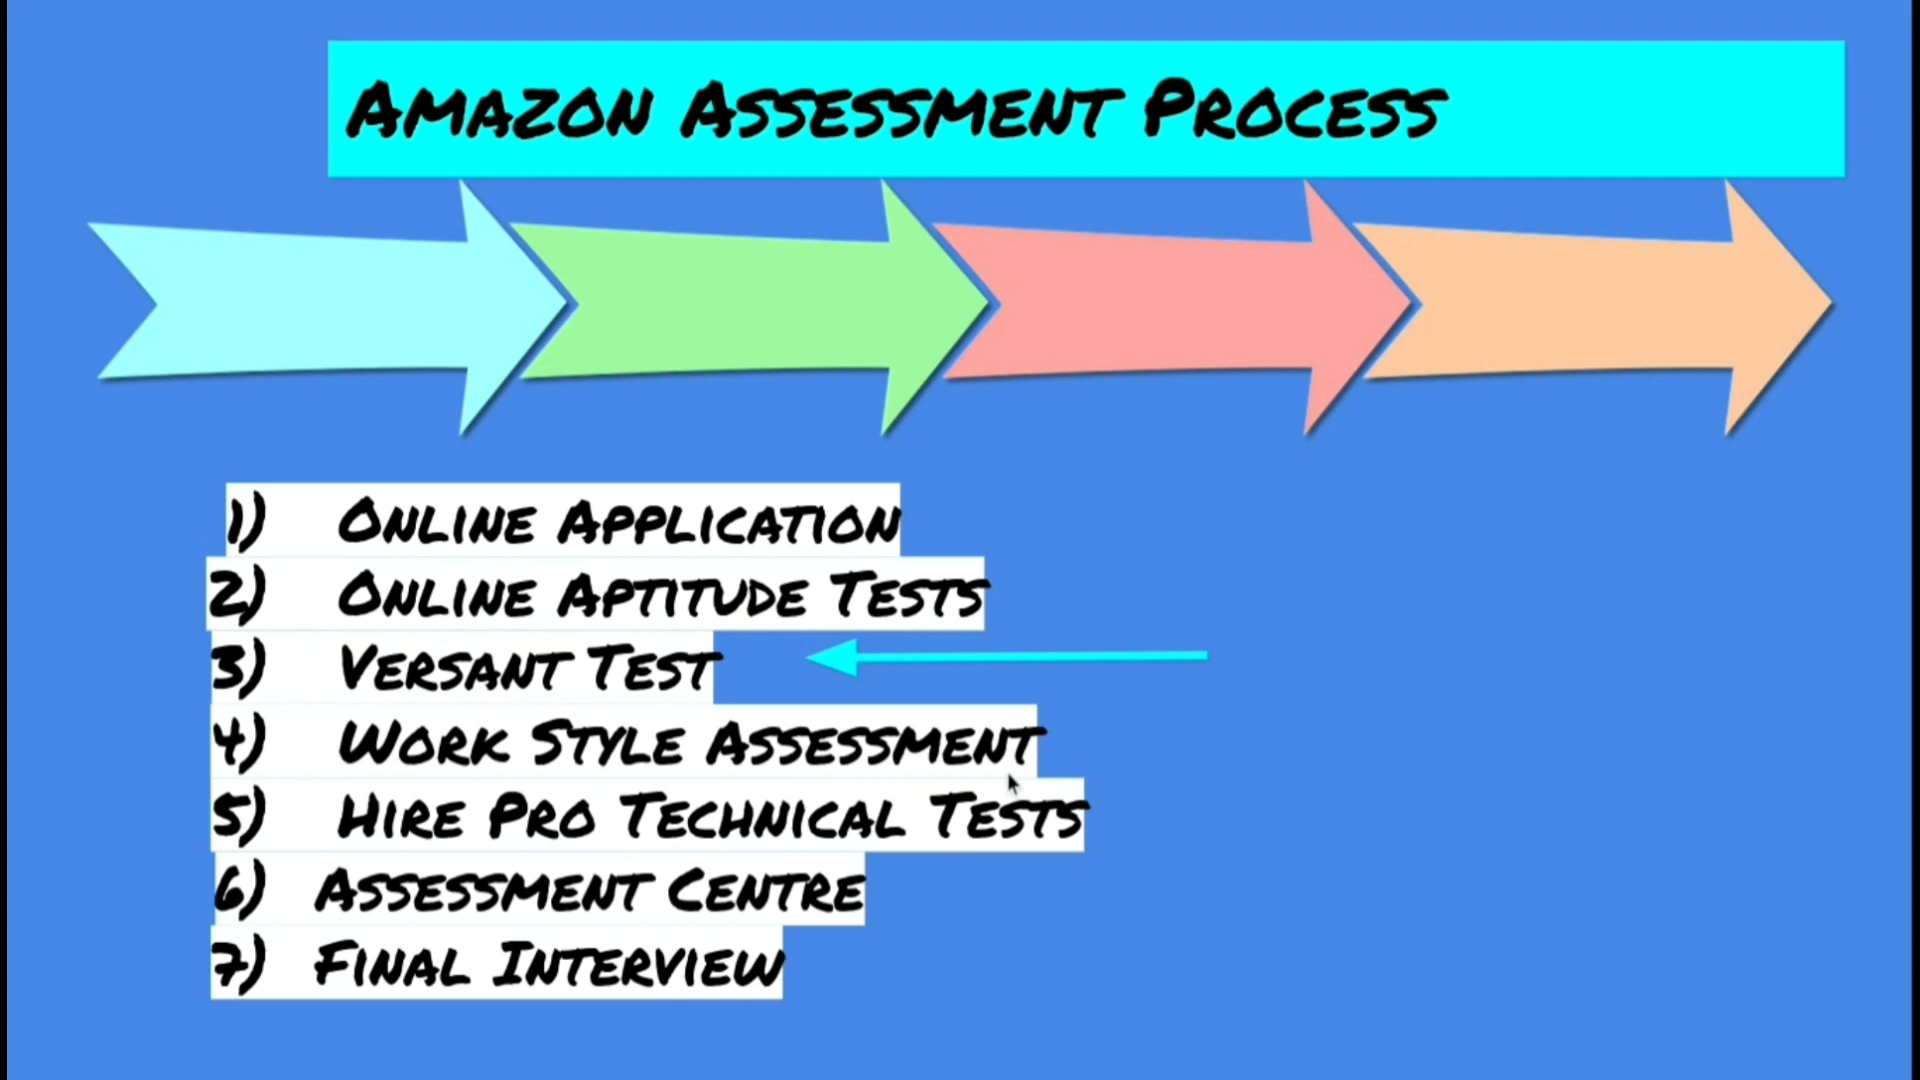 Amazon Assessment Process
1) Online Application
2) Online Aptitude Tests
3) Versant Test
4) Work Style Assessment
5) Hire Pro Technical Tests
6) Assessment Centre
7) Final Interview